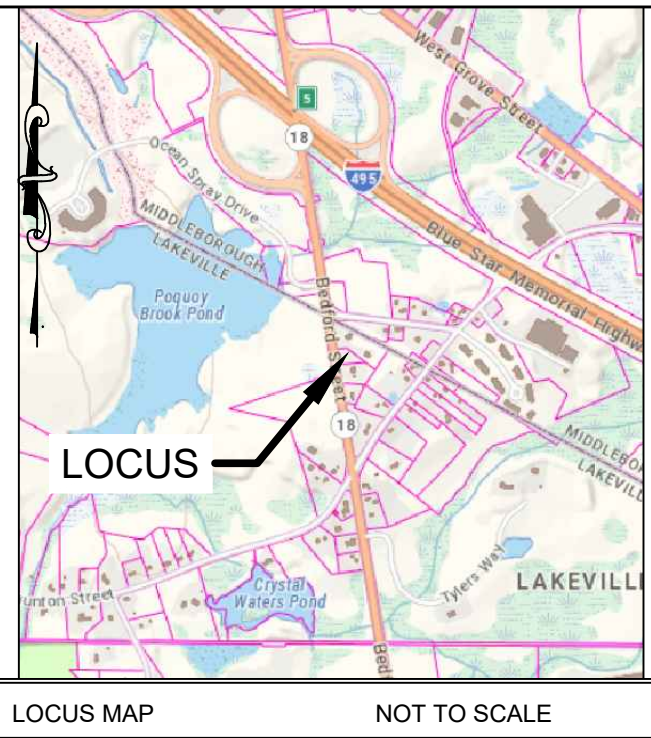 West Grove Street
5
18
495
Ocean Spray Drive
MIDDLEBOROUGH
LAKEVILLE
Blue Star Memorial Highw
Poquoy
Brook Pond
Bedford Street
LOCUS
18
MIDDLEBO
LAKEVILL
Tylers Way
LAKEVILL
unton Street
Crystal
Waters Pond
Bed
LOCUS MAP NOT TO SCALE